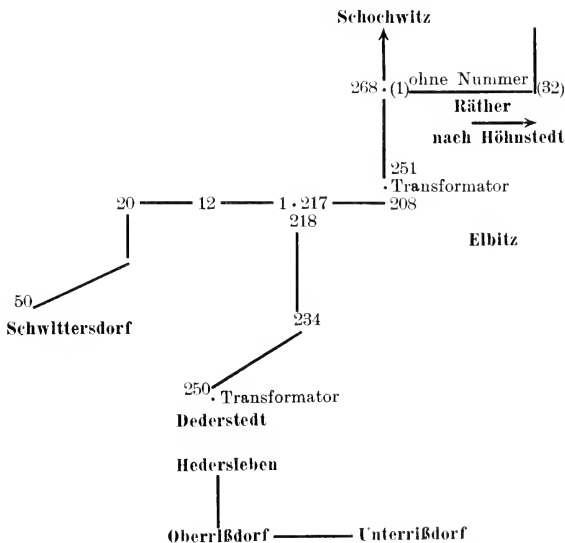 Schochwitz
ohne Nummer
268 · (1) (32)
Räther
nach Höhnstedt
251
· Transformator
20 12 1 · 217 208
218
Elbitz
50
Schwittersdorf
234
250
· Transformator
Dederstedt
Hedersleben
Oberrißdorf Unterrißdorf